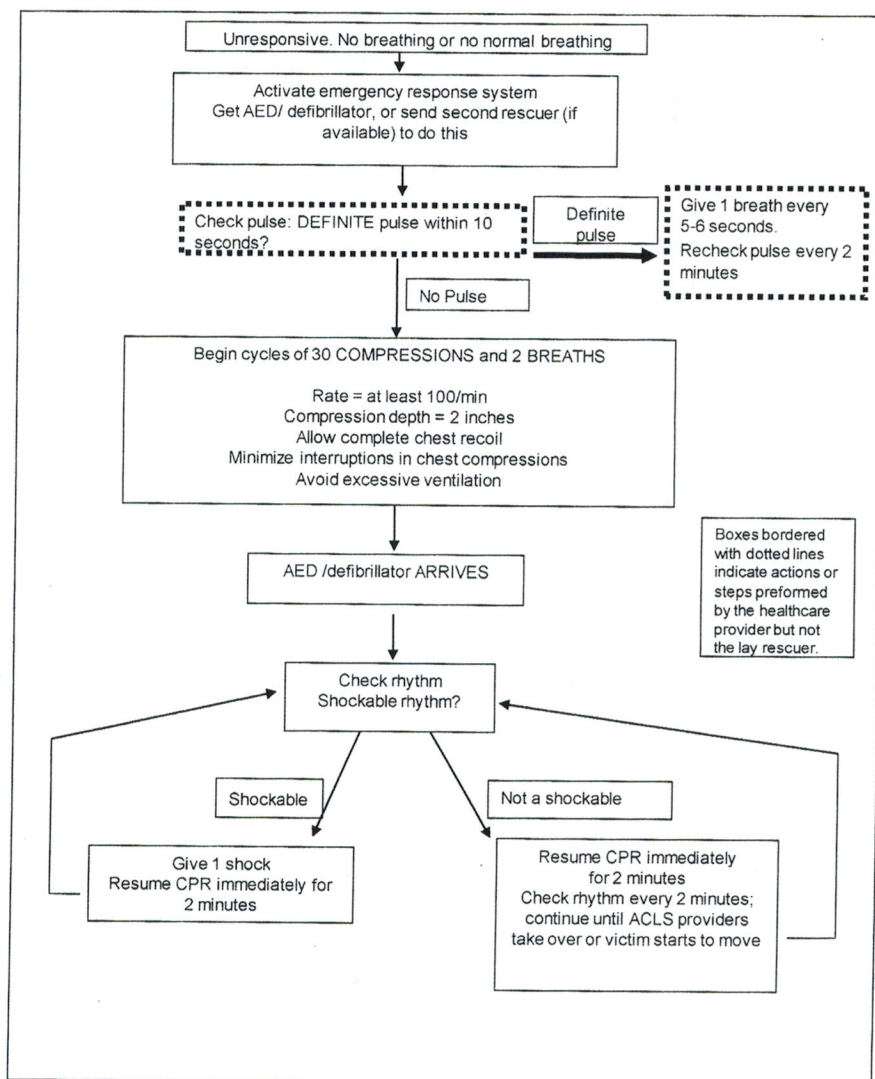 Unresponsive. No breathing or no normal breathing
Activate emergency response system
Get AED/ defibrillator, or send second rescuer (if
available) to do this
Check pulse: DEFINITE pulse within 10
seconds?
Definite
pulse
Give 1 breath every
5-6 seconds.
Recheck pulse every 2
minutes
No Pulse
Begin cycles of 30 COMPRESSIONS and 2 BREATHS
Rate = at least 100/min
Compression depth = 2 inches
Allow complete chest recoil
Minimize interruptions in chest compressions
Avoid excessive ventilation
AED /defibrillator ARRIVES
Boxes bordered
with dotted lines
indicate actions or
steps preformed
by the healthcare
provider but not
the lay rescuer.
Check rhythm
Shockable rhythm?
Shockable
Not a shockable
Give 1 shock
Resume CPR immediately for
2 minutes
Resume CPR immediately
for 2 minutes
Check rhythm every 2 minutes;
continue until ACLS providers
take over or victim starts to move